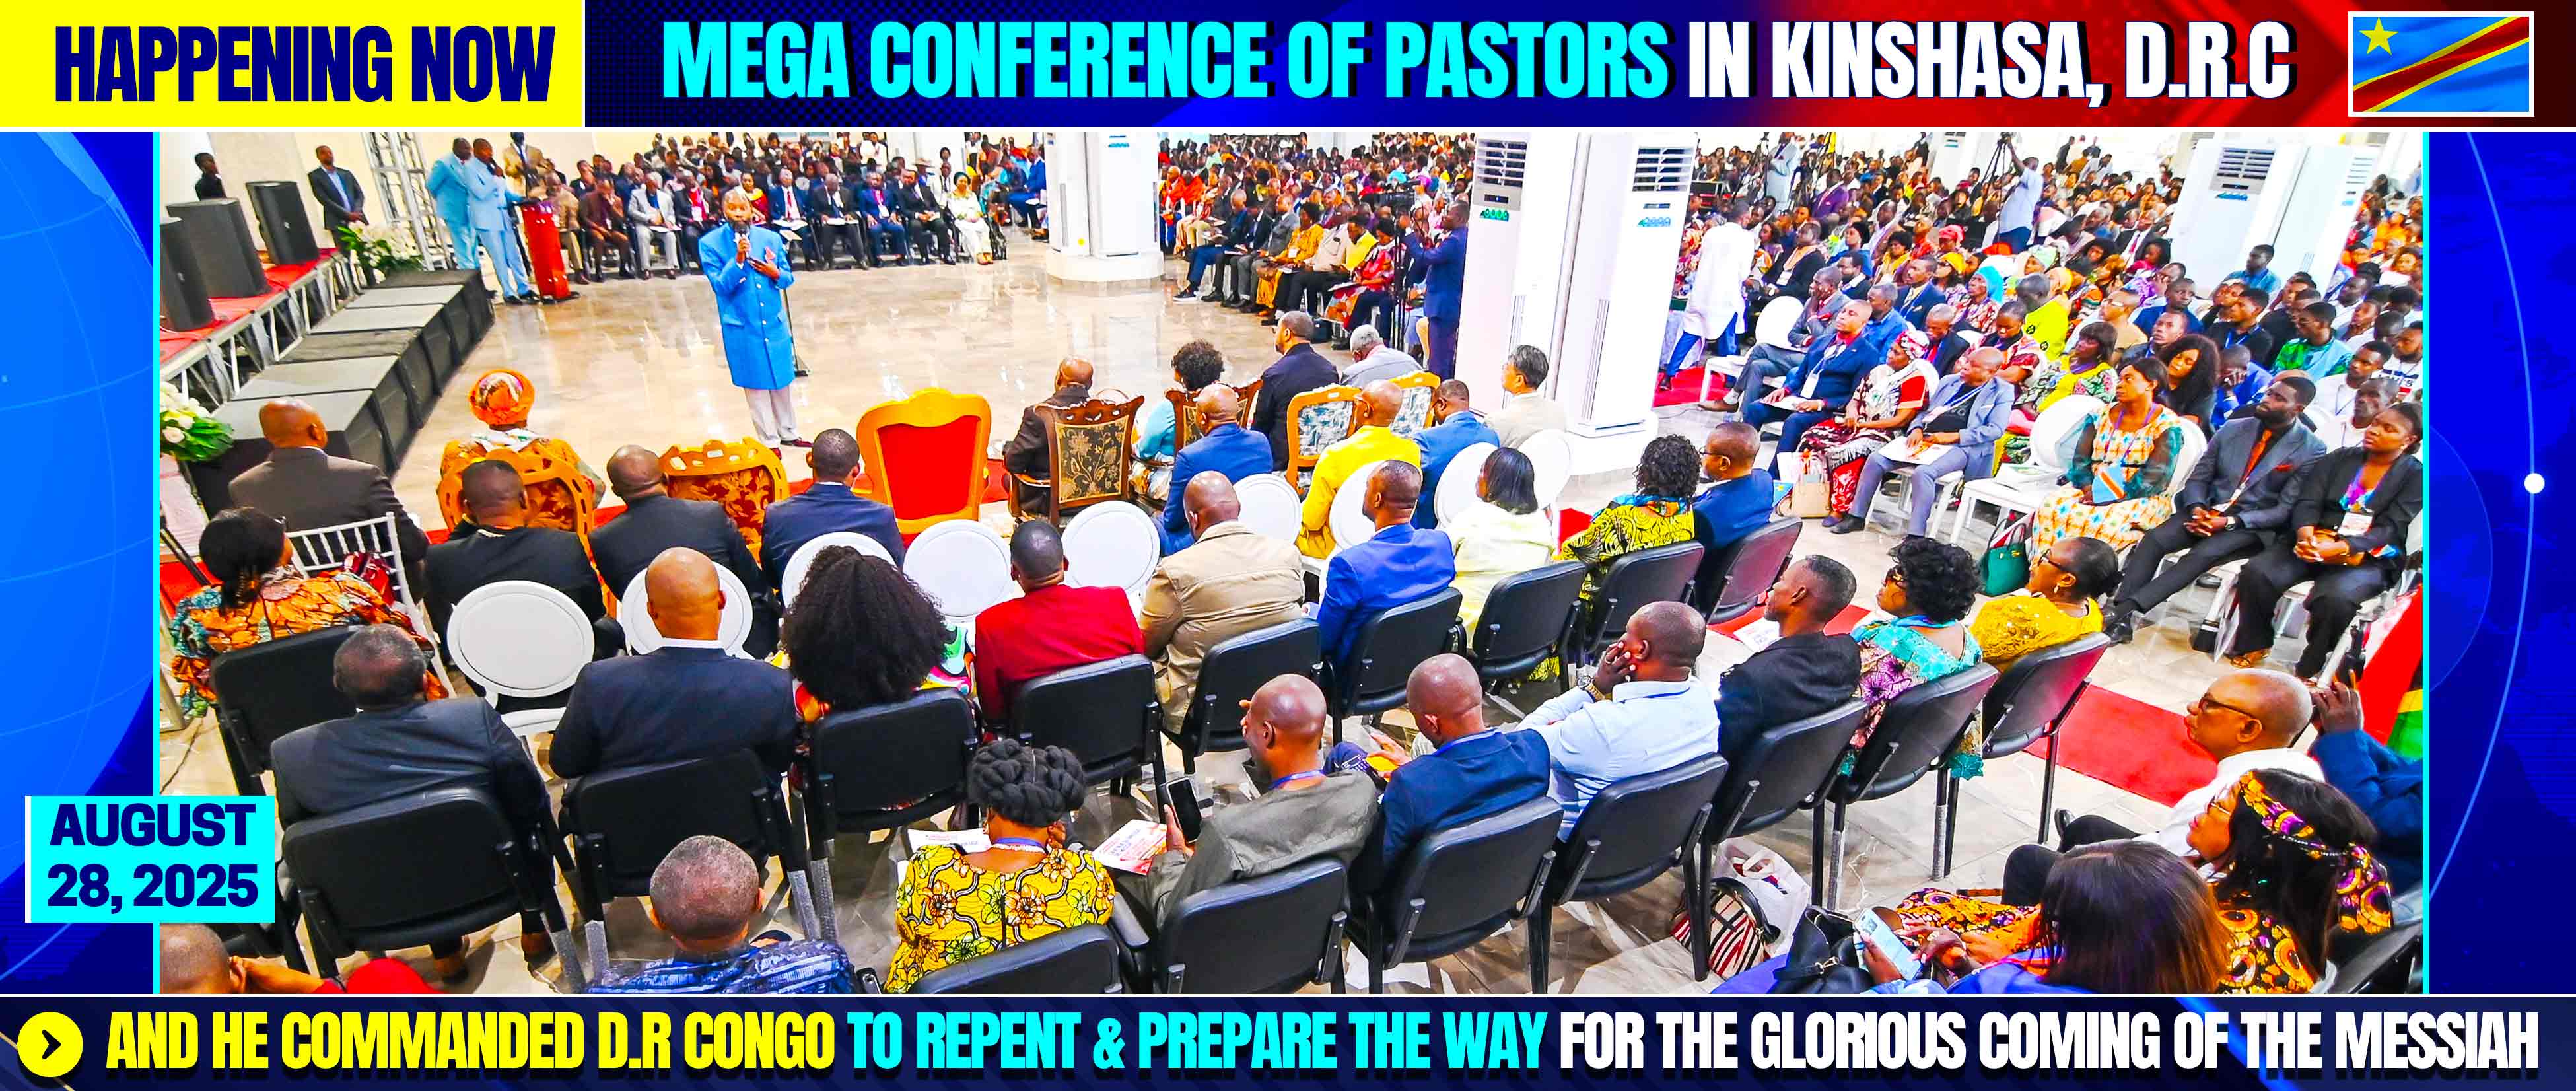 HAPPENING NOW
MEGA CONFERENCE OF PASTORS IN KINSHASA, D.R.C
AUGUST
28, 2025
AND HE COMMANDED D.R CONGO TO REPENT & PREPARE THE WAY FOR THE GLORIOUS COMING OF THE MESSIAH